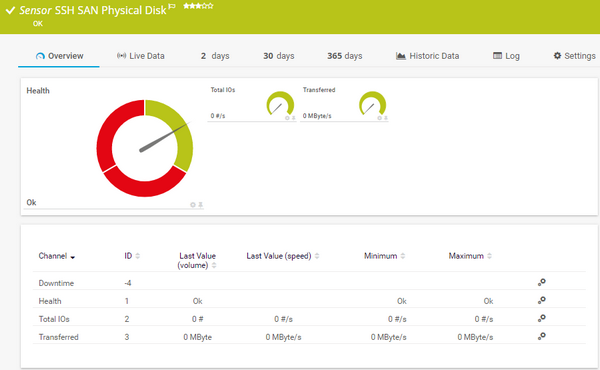 Sensor SSH SAN Physical Disk
OK
Overview Live Data 2 days 30 days 365 days Historic Data Log Settings
Health Total IOs Transferred
0 #/s 0 MByte/s
Ok
Channel ID Last Value (volume) Last Value (speed) Minimum Maximum
Downtime -4
Health 1 Ok Ok Ok
Total IOs 2 0 # 0 #/s 0 #/s 0 #/s
Transferred 3 0 MByte 0 MByte/s 0 MByte/s 0 MByte/s